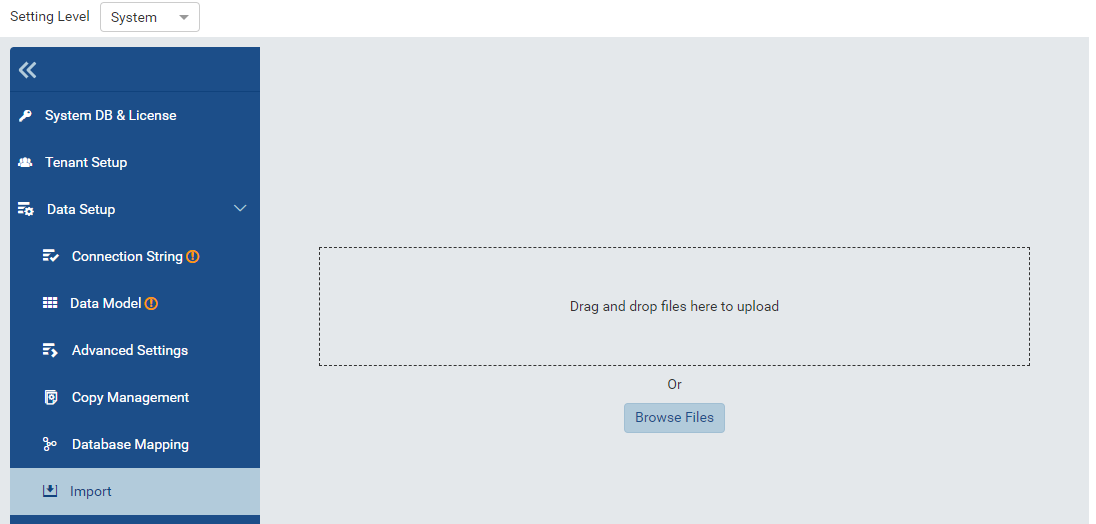 Setting Level System
System DB & License
Tenant Setup
Data Setup
Connection String
Data Model
Advanced Settings
Copy Management
Database Mapping
Import
Drag and drop files here to upload
Or
Browse Files